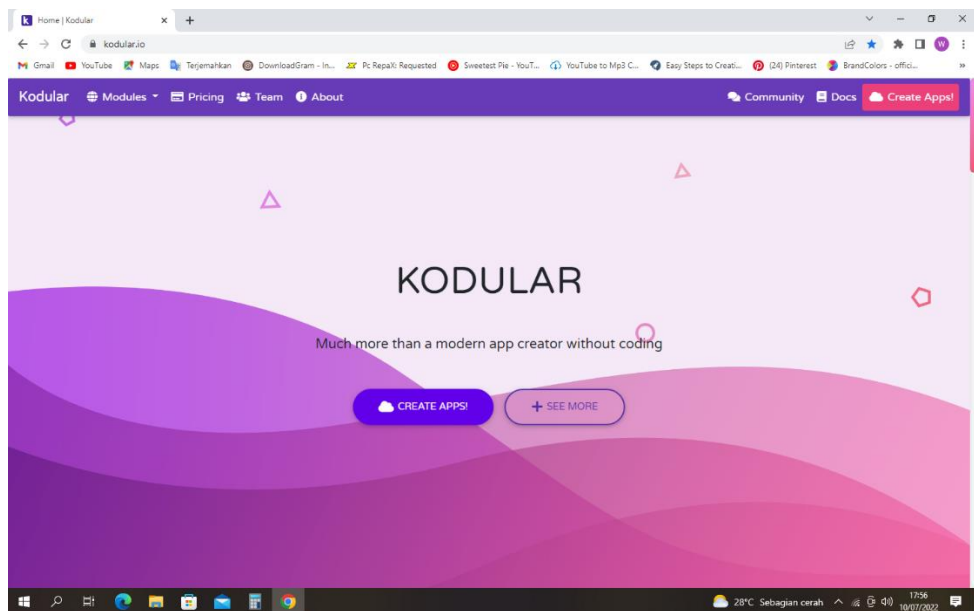 Home | Kodular
kodular.io
W
Gmail YouTube Maps Terjemahkan DownloadGram - In... Pc RepaX: Requested Sweetest Pie - YouT... YouTube to Mp3 C... Easy Steps to Creati... (24) Pinterest BrandColors - offici...
Kodular Modules Pricing Team About Community Docs Create Apps!
KODULAR
Much more than a modern app creator without coding
CREATE APPS! SEE MORE
28°C Sebagian cerah 17:56
10/07/2022